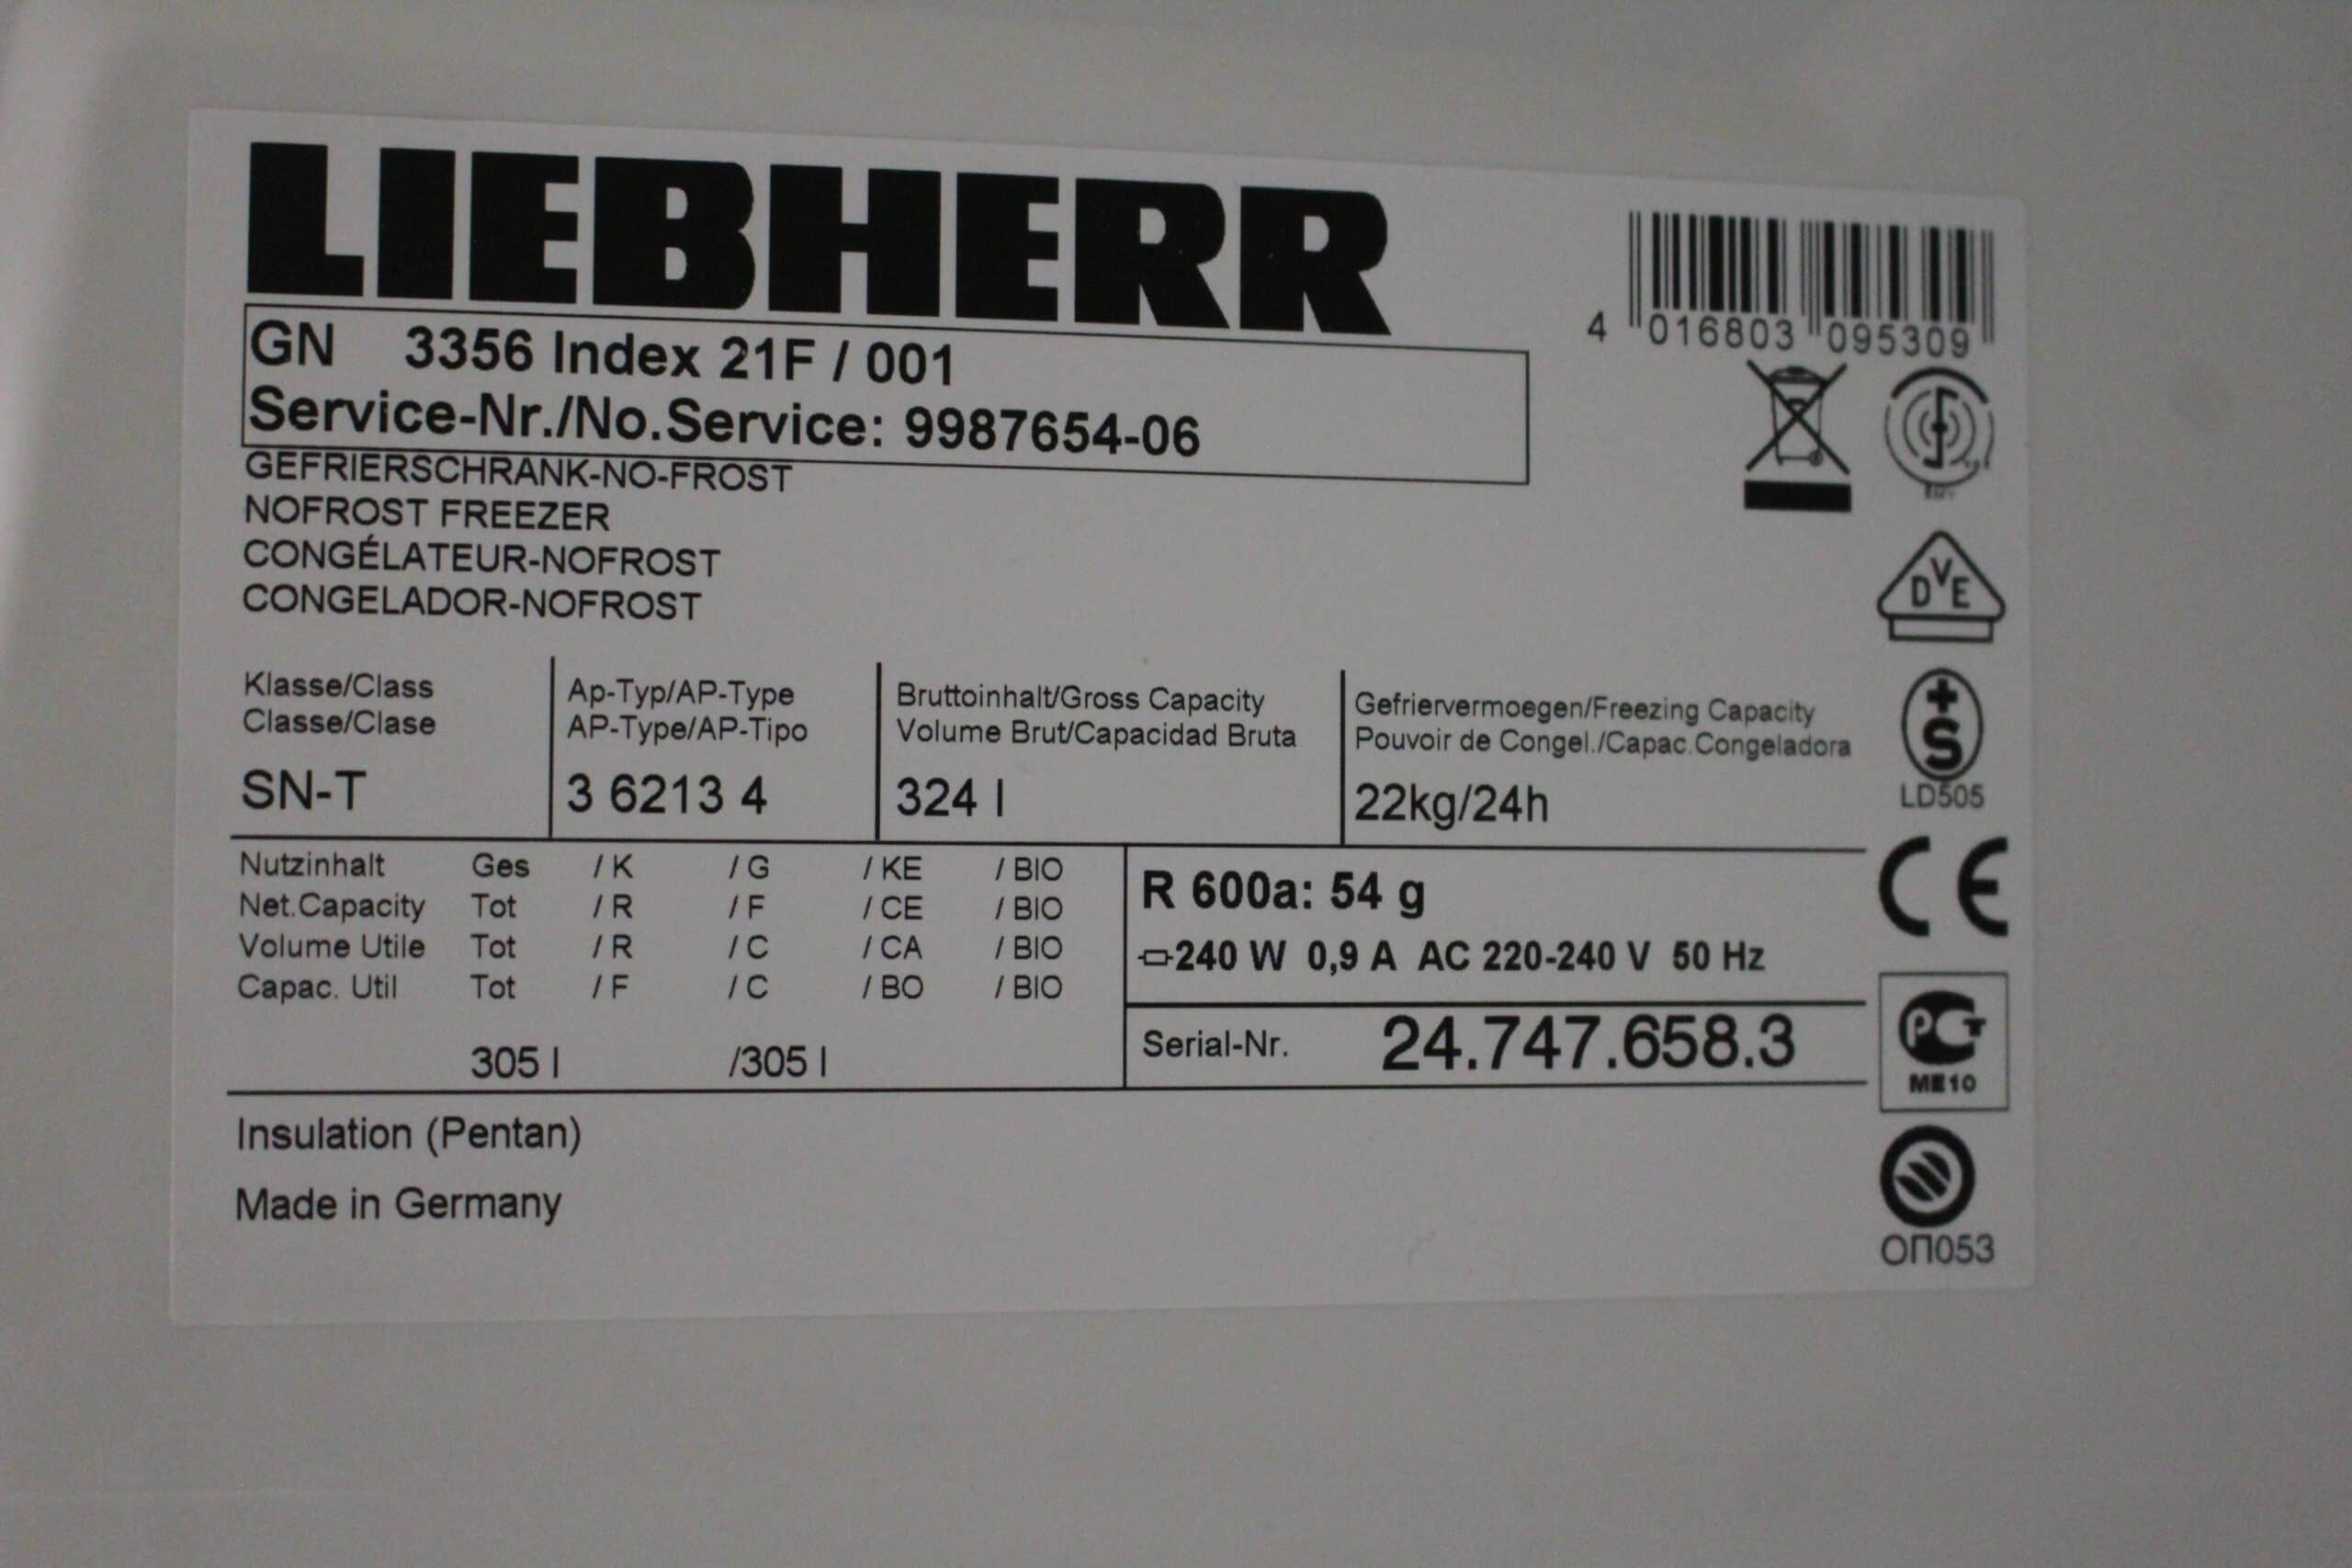 LIEBHERR
4 016803 095309
GN 3356 Index 21F / 001
Service-Nr./No.Service: 9987654-06
GEFRIERSCHRANK-NO-FROST
NOFROST FREEZER
CONGÉLATEUR-NOFROST
CONGELADOR-NOFROST
DVE
Klasse/Class
Classe/Clase
SN-T
Ap-Typ/AP-Type
AP-Type/AP-Tipo
3 6213 4
Bruttoinhalt/Gross Capacity
Volume Brut/Capacidad Bruta
324 l
Gefriervermoegen/Freezing Capacity
Pouvoir de Congel./Capac.Congeladora
22kg/24h
+S
LD505
Nutzinhalt Ges / K / G / KE / BIO
Net.Capacity Tot / R / F / CE / BIO
Volume Utile Tot / R / C / CA / BIO
Capac. Util Tot / F / C / BO / BIO
305 l /305 l
R 600a: 54 g
240 W 0,9 A AC 220-240 V 50 Hz
Serial-Nr. 24.747.658.3
CE
PCT
ME10
Insulation (Pentan)
Made in Germany
ОП053